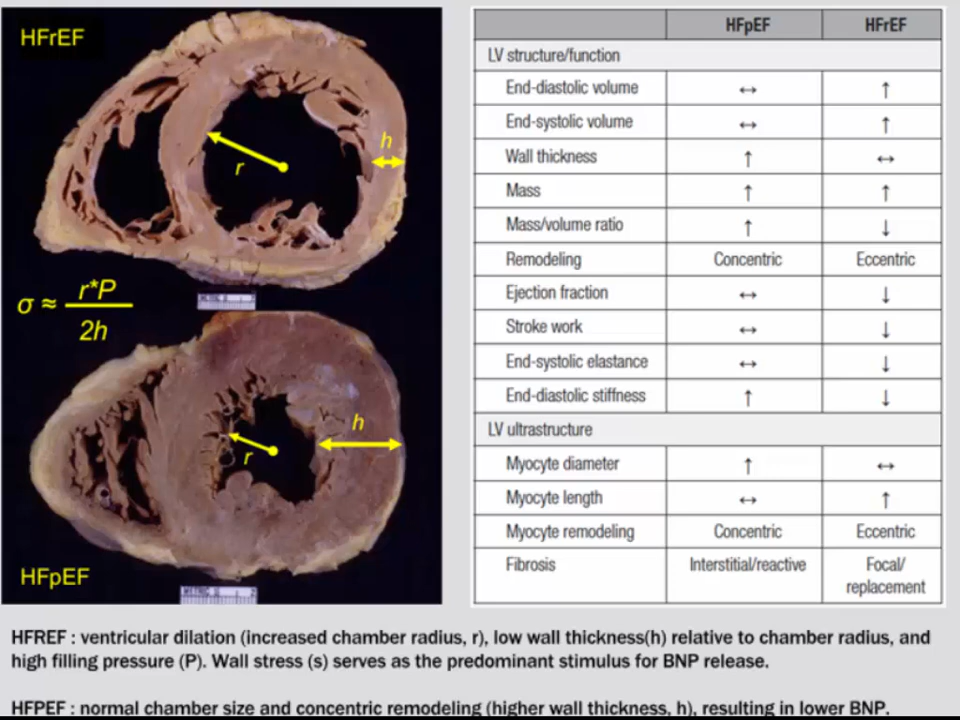 HFrEF
h
r
σ ≈ r*P
2h
h
r
HFpEF
HFpEF HFrEF
LV structure/function
End-diastolic volume ↔ ↑
End-systolic volume ↔ ↑
Wall thickness ↑ ↔
Mass ↑ ↑
Mass/volume ratio ↑ ↓
Remodeling Concentric Eccentric
Ejection fraction ↔ ↓
Stroke work ↔ ↓
End-systolic elastance ↔ ↓
End-diastolic stiffness ↑ ↓
LV ultrastructure
Myocyte diameter ↑ ↔
Myocyte length ↔ ↑
Myocyte remodeling Concentric Eccentric
Fibrosis Interstitial/reactive Focal/
replacement
HFREF : ventricular dilation (increased chamber radius, r), low wall thickness(h) relative to chamber radius, and
high filling pressure (P). Wall stress (s) serves as the predominant stimulus for BNP release.
HFPEF : normal chamber size and concentric remodeling (higher wall thickness, h), resulting in lower BNP.